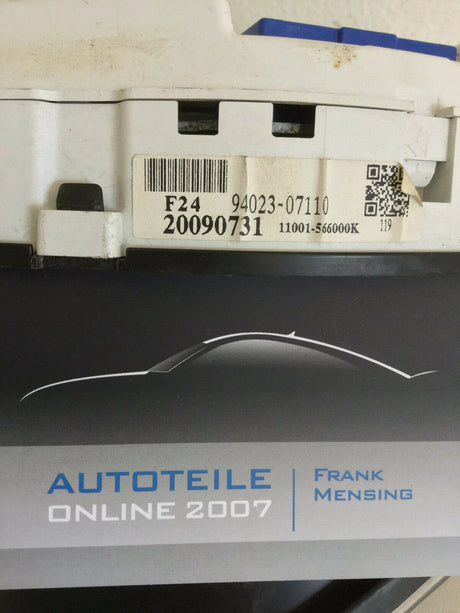 F24 94023-07110
20090731 11001-566000K
119
AUTOTEILE
ONLINE 2007
FRANK
MENSING